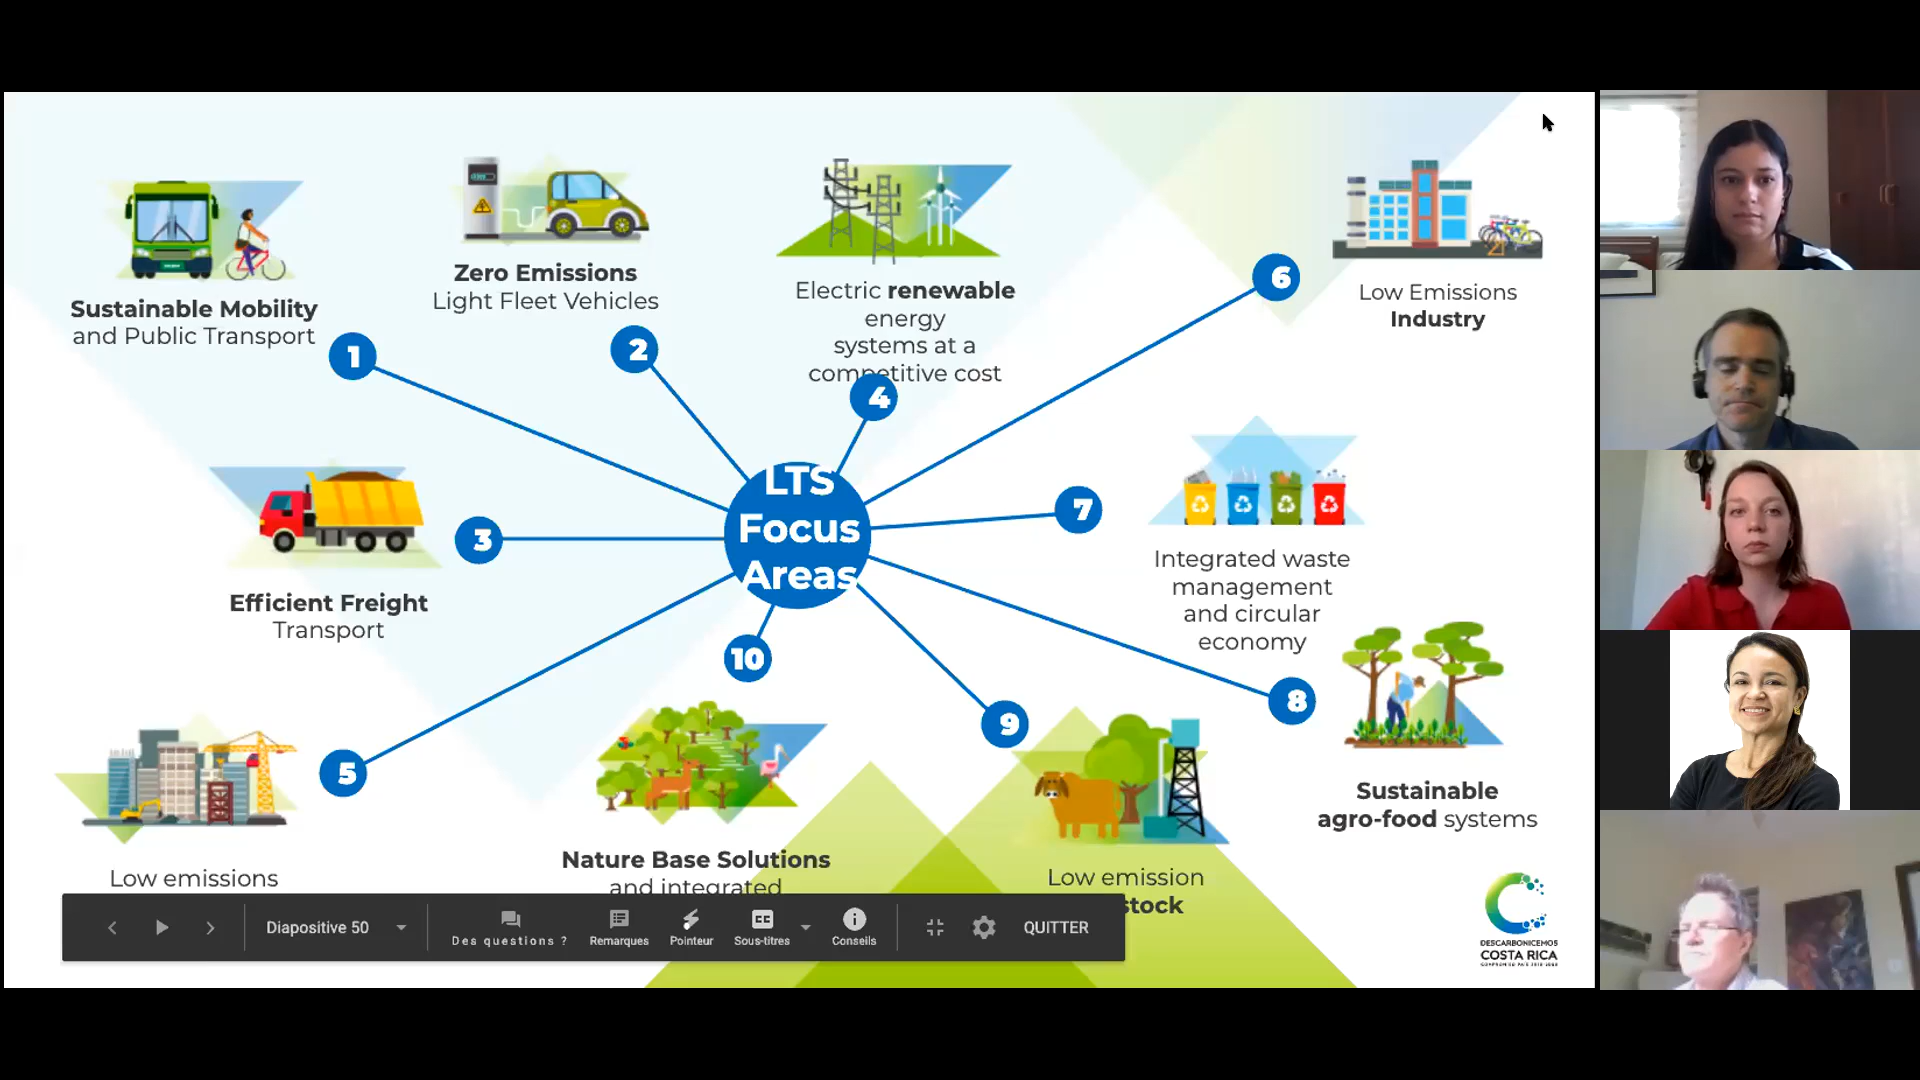 Sustainable Mobility
and Public Transport
1
Zero Emissions
Light Fleet Vehicles
2
Electric renewable
energy
systems at a
competitive cost
4
6
Low Emissions
Industry
LTS
Focus
Areas
3
Efficient Freight
Transport
7
Integrated waste
management
and circular
economy
10
5
Low emissions
Nature Base Solutions
and integrated
9
Low emission
stock
8
Sustainable
agro-food systems
DESCARBONICEMOS
COSTA RICA
Diapositive 50
Des questions ?
Remarques
Pointeur
Sous-titres
Conseils
QUITTER